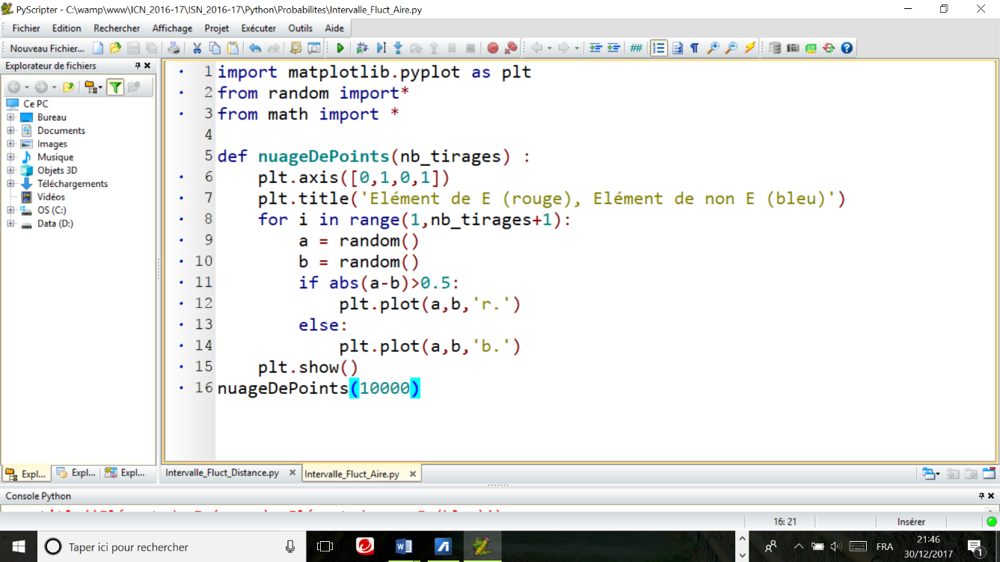 PyScripter - C:\wamp\www\ICN_2016-17\ISN_2016-17\Python\Probabilites\Intervalle_Fluct_Aire.py
Fichier Edition Rechercher Affichage Projet Exécuter Outils Aide
Nouveau Fichier...
Explorateur de fichiers
Ce PC
Bureau
Documents
Images
Musique
Objets 3D
Téléchargements
Vidéos
OS (C:)
Data (D:)
1 import matplotlib.pyplot as plt
2 from random import*
3 from math import *
4
5 def nuageDePoints(nb_tirages) :
6 plt.axis([0,1,0,1])
7 plt.title('Elément de E (rouge), Elément de non E (bleu)')
8 for i in range(1,nb_tirages+1):
9 a = random()
10 b = random()
11 if abs(a-b)>0.5:
12 plt.plot(a,b,'r.')
13 else:
14 plt.plot(a,b,'b.')
15 plt.show()
16 nuageDePoints(10000)
Expl... Expl... Expl...
Intervalle_Fluct_Distance.py Intervalle_Fluct_Aire.py
Console Python
16: 21 Insérer
Taper ici pour rechercher
FRA
21:46
30/12/2017
1